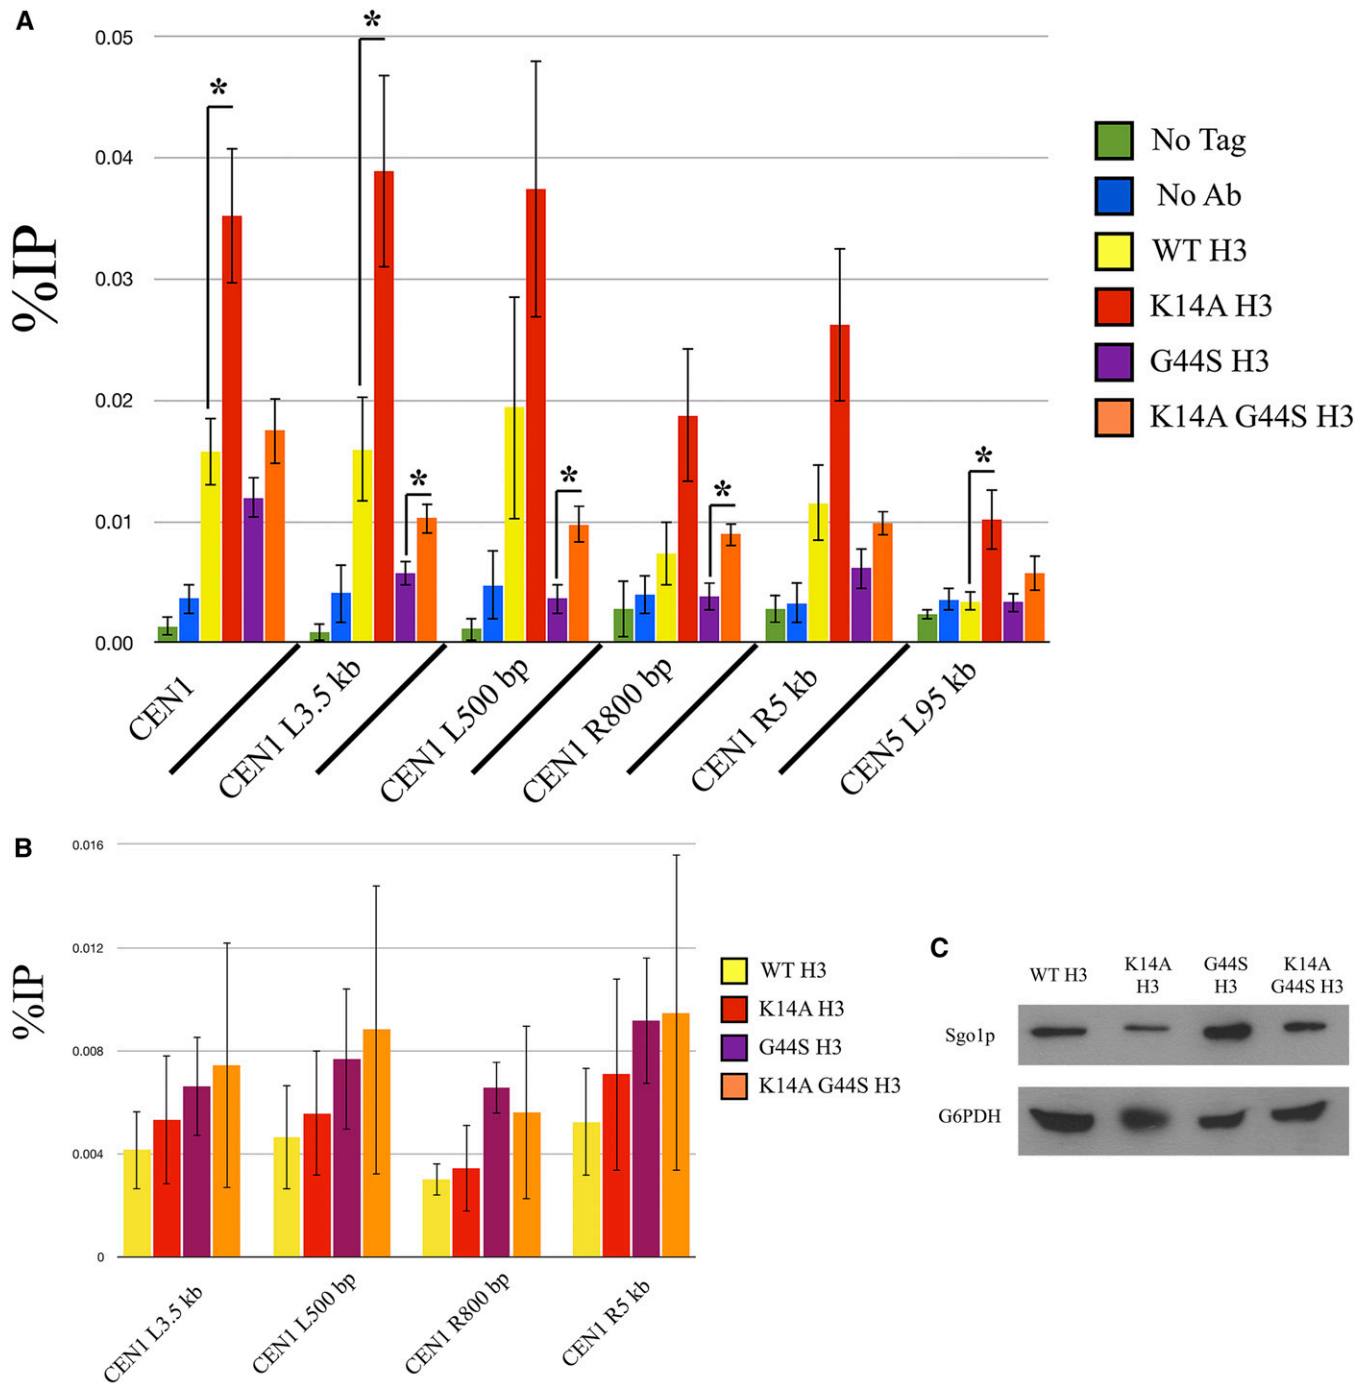 A
*
*
0.05
0.04
0.03
0.02
0.01
0.00
%IP
*
*
*
*
No Tag
No Ab
WT H3
K14A H3
G44S H3
K14A G44S H3
CEN1
CEN1 L3.5 kb
CEN1 L500 bp
CEN1 R800 bp
CEN1 R5 kb
CEN5 L95 kb
B
0.016
0.012
0.008
0.004
0
%IP
WT H3
K14A H3
G44S H3
K14A G44S H3
CEN1 L3.5 kb
CEN1 L500 bp
CEN1 R800 bp
CEN1 R5 kb
C
WT H3
K14A
H3
G44S
H3
K14A
G44S H3
Sgo1p
G6PDH